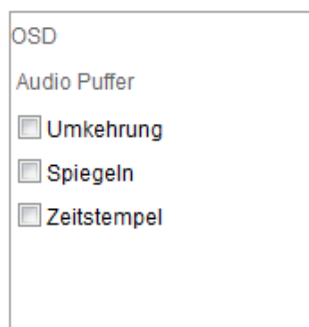 OSD
Audio Puffer
Umkehrung
Spiegeln
Zeitstempel